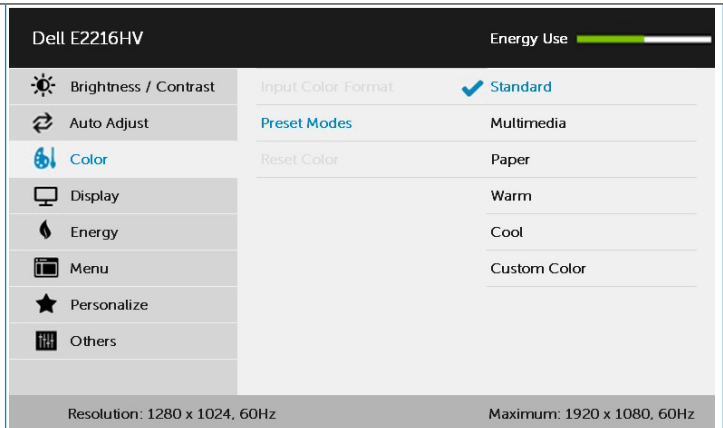 Dell E2216HV Energy Use
Brightness / Contrast Input Color Format Standard
Auto Adjust Preset Modes Multimedia
Color Reset Color Paper
Display Warm
Energy Cool
Menu Custom Color
Personalize
Others
Resolution: 1280 x 1024, 60Hz Maximum: 1920 x 1080, 60Hz